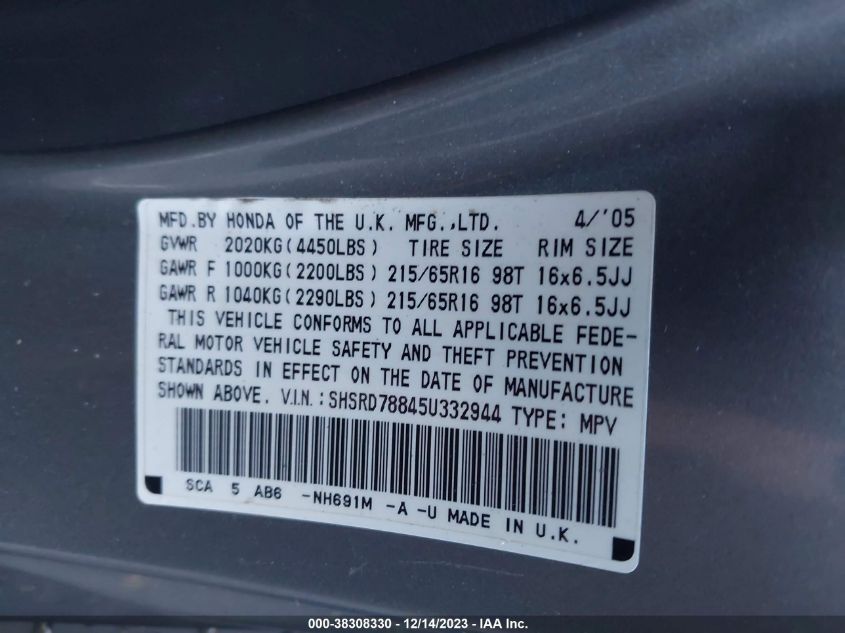 MFD.BY HONDA OF THE U.K. MFG.,LTD. 4/'05
GVWR 2020KG(4450LBS) TIRE SIZE RIM SIZE
GAWR F 1000KG(2200LBS) 215/65R16 98T 16x6.5JJ
GAWR R 1040KG(2290LBS) 215/65R16 98T 16x6.5JJ
THIS VEHICLE CONFORMS TO ALL APPLICABLE FEDE-
RAL MOTOR VEHICLE SAFETY AND THEFT PREVENTION
STANDARDS IN EFFECT ON THE DATE OF MANUFACTURE
SHOWN ABOVE. V.I.N.:SHSRD78845U332944 TYPE: MPV
SCA 5 AB6 -NH691M -A -U MADE IN U.K.
000-38308330 - 12/14/2023 - IAA Inc.